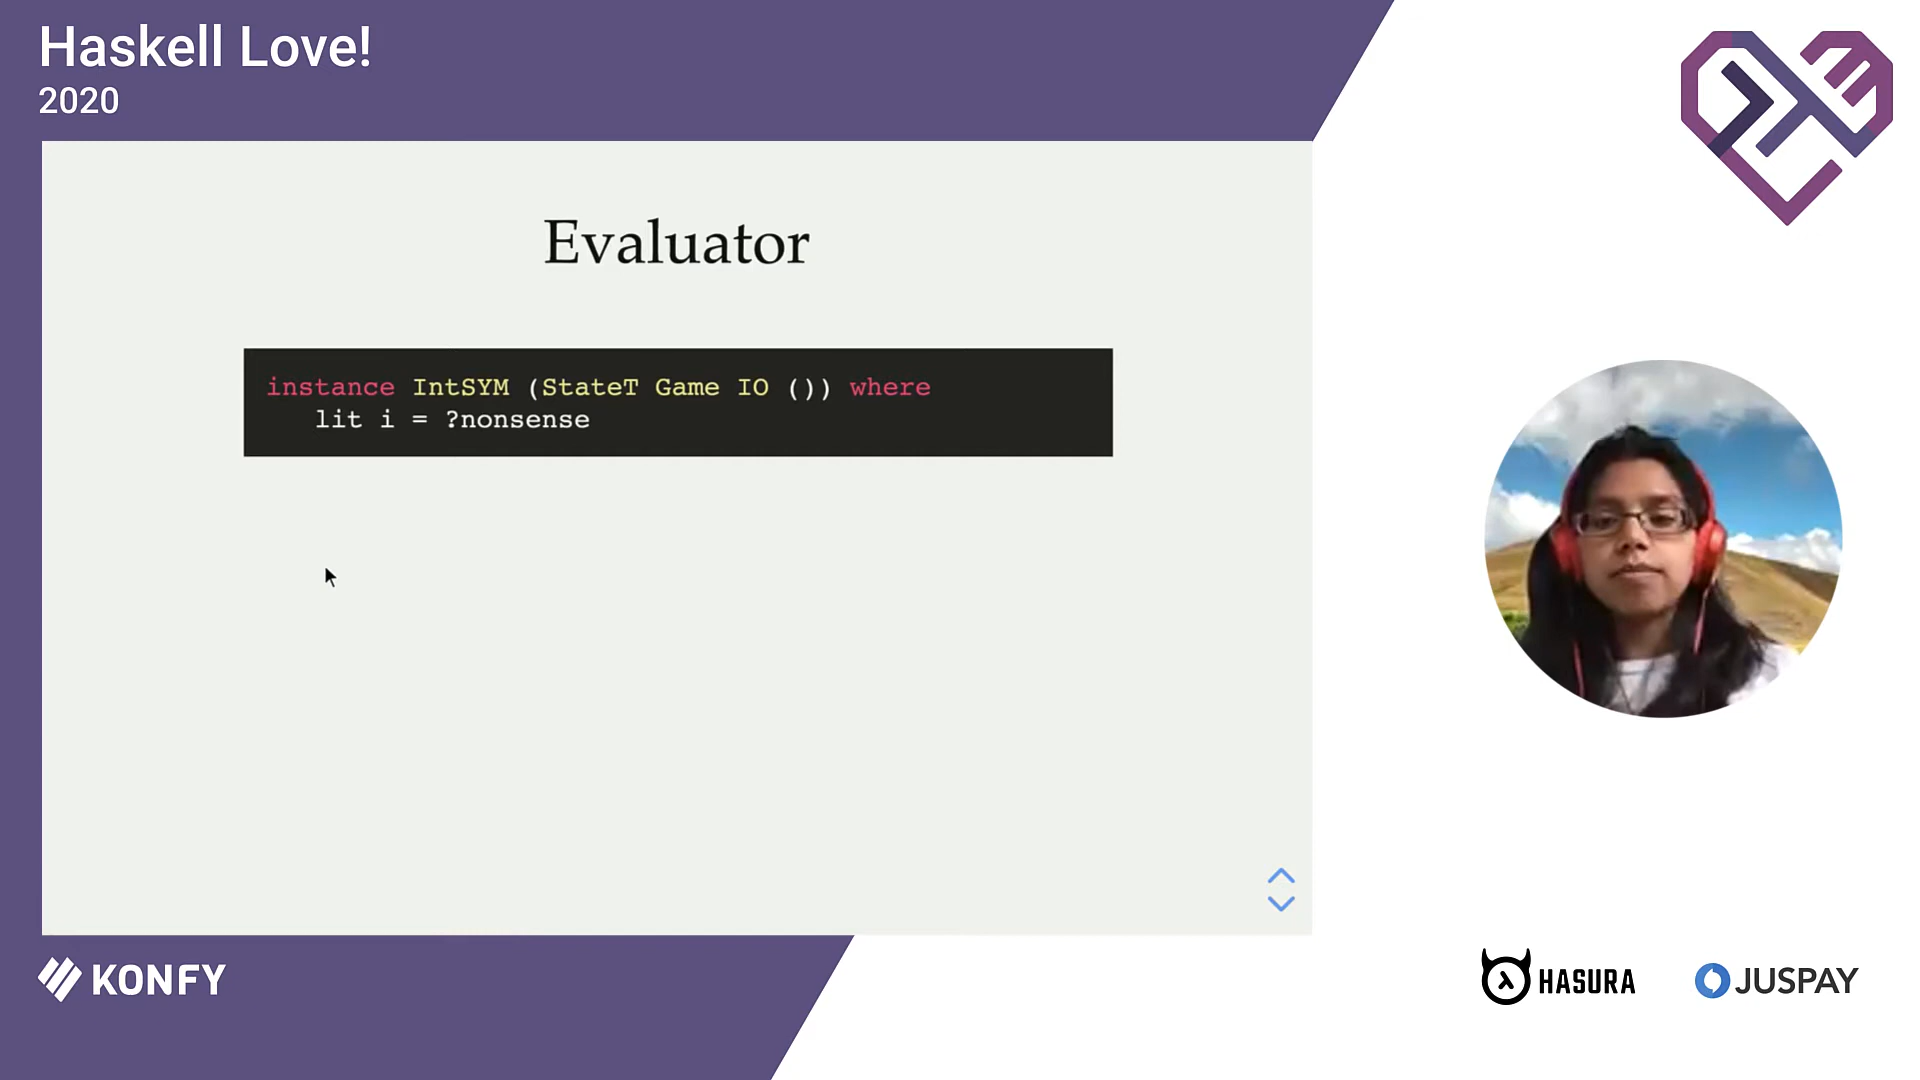 Haskell Love!
2020
Evaluator
instance IntSYM (StateT Game IO ()) where
lit i = ?nonsense
KONFY
HASURA
JUSPAY